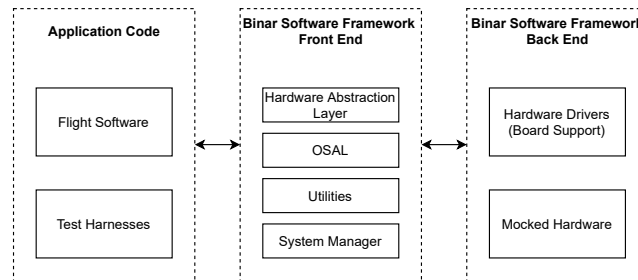 Application Code
Flight Software
Test Harnesses
Binar Software Framework
Front End
Hardware Abstraction
Layer
OSAL
Utilities
System Manager
Binar Software Framework
Back End
Hardware Drivers
(Board Support)
Mocked Hardware